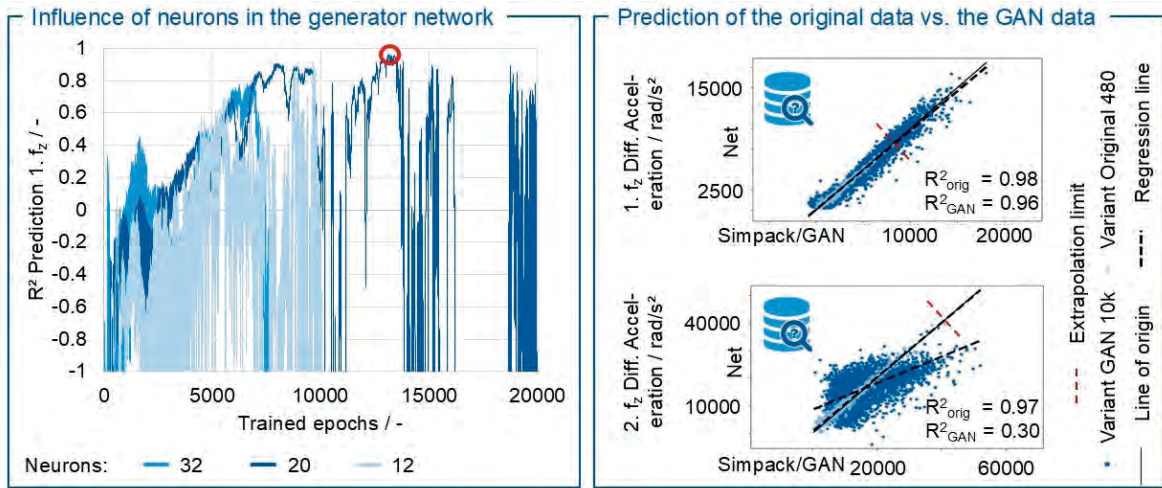 Influence of neurons in the generator network
R² Prediction 1. f_z / -
1
0.8
0.6
0.4
0.2
0
-0.2
-0.4
-0.6
-0.8
-1
0
5000
10000
15000
20000
Trained epochs / -
Neurons:
32
20
12
Prediction of the original data vs. the GAN data
1. f_z Diff. Accel-
eration / rad/s²
Net
15000
2500
?
R²orig = 0.98
R²GAN = 0.96
Simpack/GAN
10000
20000
2. f_z Diff. Accel-
eration / rad/s²
Net
40000
10000
?
R²orig = 0.97
R²GAN = 0.30
Simpack/GAN
20000
60000
Extrapolation limit
Variant GAN 10k
Variant Original 480
Line of origin
Regression line